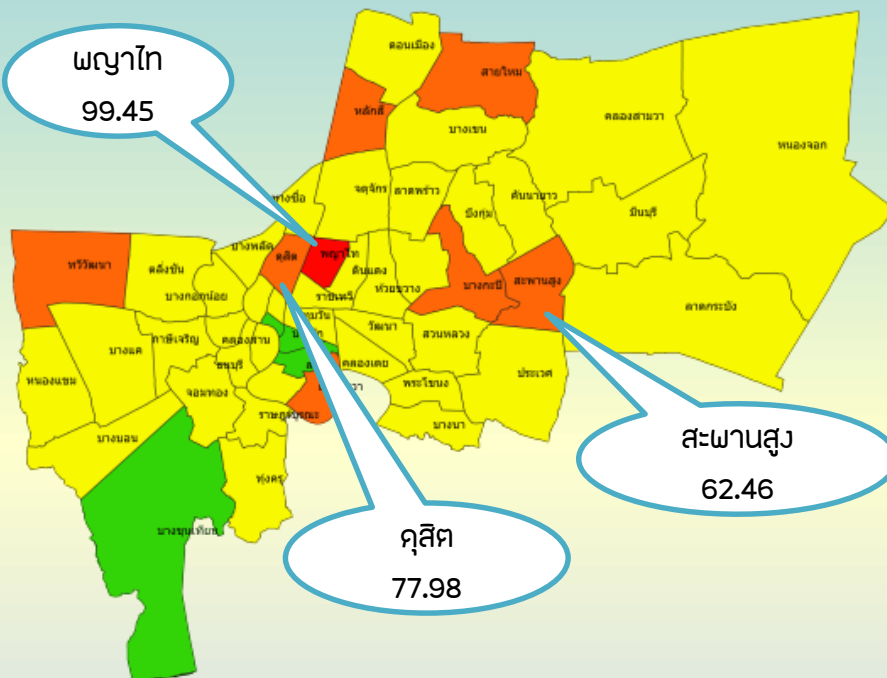 พญาไท
99.45
ดอนเมือง
สายไหม
หลักสี่
บางเขน
คลองสามวา
หนองจอก
จตุจักร
ลาดพร้าว
บึงกุ่ม
คันนายาว
มีนบุรี
บางพลัด
ดุสิต
พญาไท
ดินแดง
ห้วยขวาง
บางกะปิ
สะพานสูง
ลาดกระบัง
ทวีวัฒนา
ตลิ่งชัน
บางกอกน้อย
ราชเทวี
วัฒนา
สวนหลวง
ประเวศ
บางแค
ภาษีเจริญ
คลองสาน
ธนบุรี
คลองเตย
พระโขนง
หนองแขม
จอมทอง
ราษฎร์บูรณะ
บางนา
บางบอน
ทุ่งครุ
บางขุนเทียน
สะพานสูง
62.46
ดุสิต
77.98